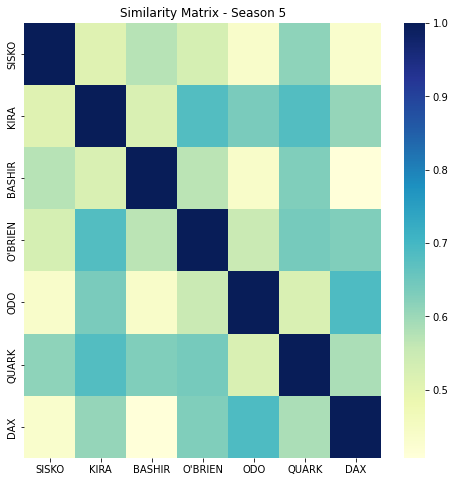 Similarity Matrix - Season 5
SISKO
KIRA
BASHIR
O'BRIEN
ODO
QUARK
DAX
SISKO KIRA BASHIR O'BRIEN ODO QUARK DAX
1.0
0.9
0.8
0.7
0.6
0.5